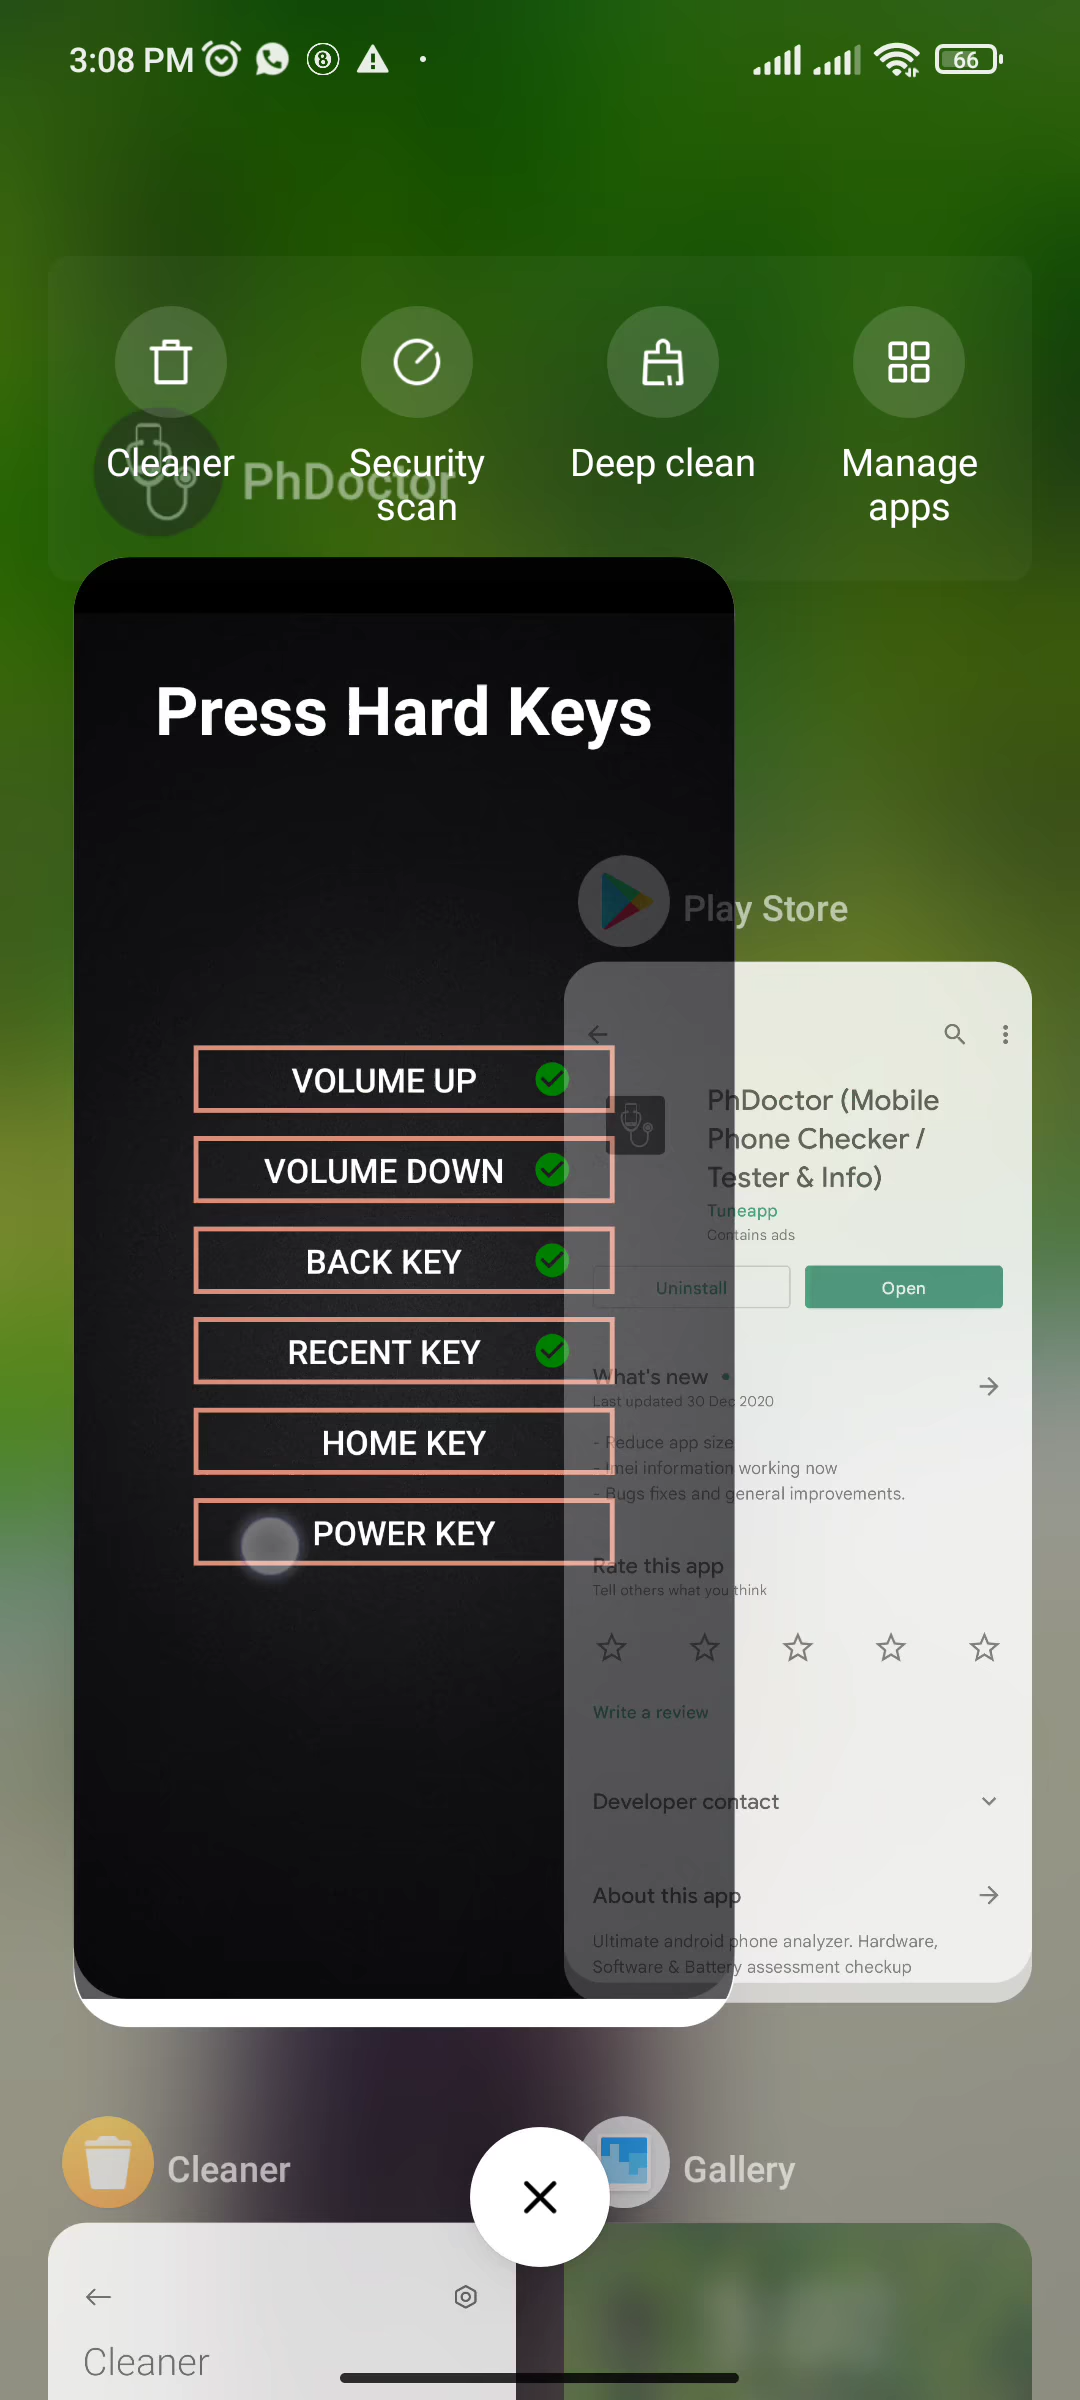 3:08 PM
66
Cleaner
Security
scan
Deep clean
Manage
apps
PhDoctor
Press Hard Keys
VOLUME UP
VOLUME DOWN
BACK KEY
RECENT KEY
HOME KEY
POWER KEY
Play Store
PhDoctor (Mobile
Phone Checker /
Tester & Info)
Tuneapp
Contains ads
Uninstall
Open
What's new
Last updated 30 Dec 2020
- Reduce app size
- Imei information working now
- Bugs fixes and general improvements.
Rate this app
Tell others what you think
Write a review
Developer contact
About this app
Ultimate android phone analyzer. Hardware,
Software & Battery assessment checkup
Cleaner
Gallery
Cleaner